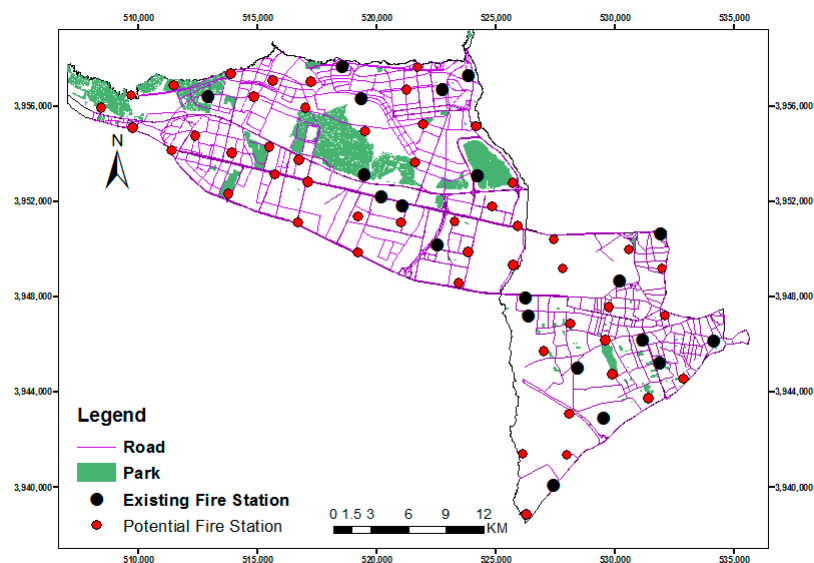 510,000 515,000 520,000 525,000 530,000 535,000
3,956,000 3,956,000
N
3,952,000 3,952,000
3,948,000 3,948,000
3,944,000 3,944,000
Legend
Road
Park
Existing Fire Station
Potential Fire Station
3,940,000 3,940,000
0 1.5 3 6 9 12
KM
510,000 515,000 520,000 525,000 530,000 535,000